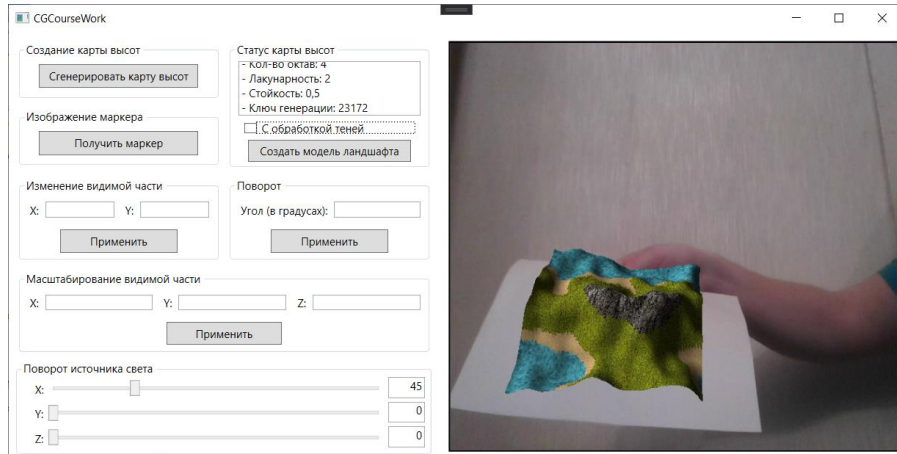 CGCourseWork
Создание карты высот
Сгенерировать карту высот
Статус карты высот
- Кол-во октав: 4
- Лакунарность: 2
- Стойкость: 0,5
- Ключ генерации: 23172
С обработкой теней
Создать модель ландшафта
Изображение маркера
Получить маркер
Изменение видимой части
X: Y:
Применить
Поворот
Угол (в градусах):
Применить
Масштабирование видимой части
X: Y: Z:
Применить
Поворот источника света
X: 45
Y: 0
Z: 0